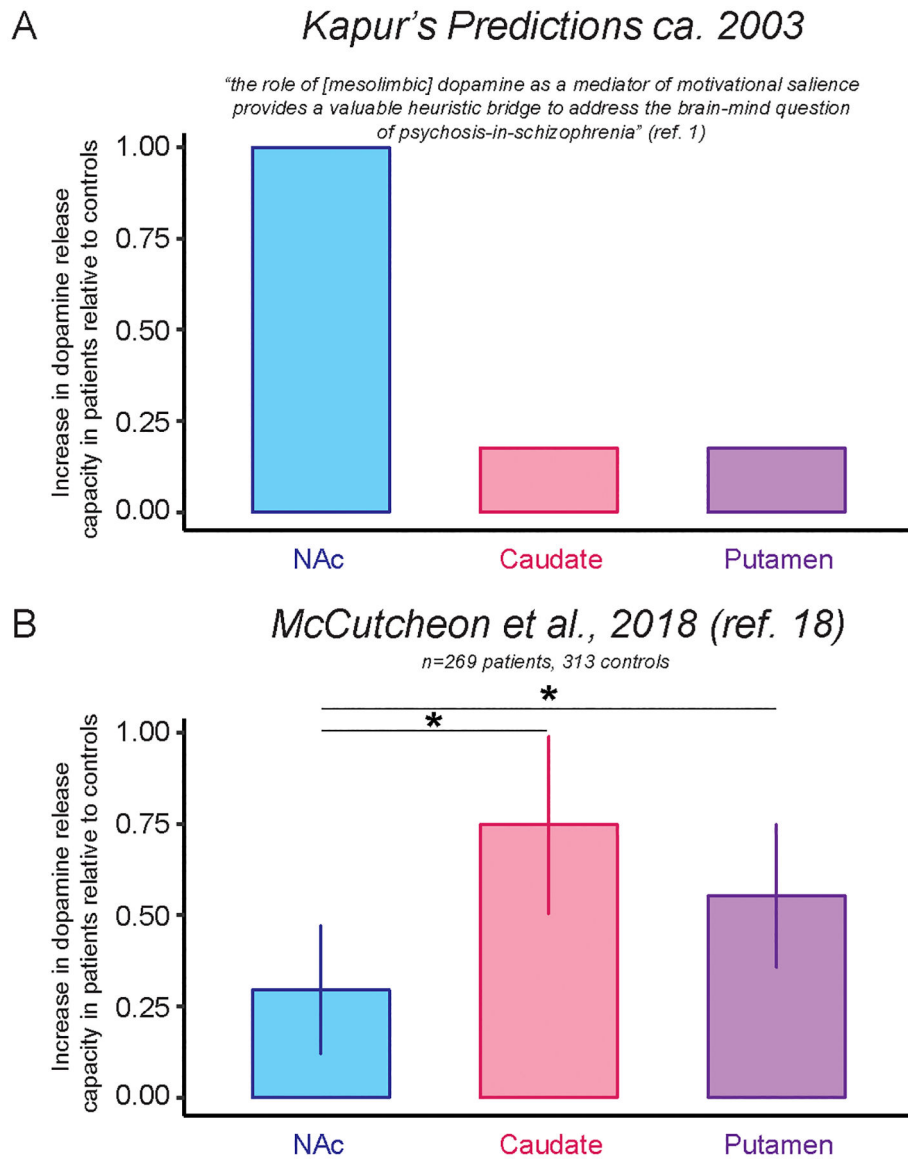 A
Kapur's Predictions ca. 2003
“the role of [mesolimbic] dopamine as a mediator of motivational salience
provides a valuable heuristic bridge to address the brain-mind question
of psychosis-in-schizophrenia” (ref. 1)
Increase in dopamine release
capacity in patients relative to controls
1.00
0.75
0.50
0.25
0.00
NAc
Caudate
Putamen
B
McCutcheon et al., 2018 (ref. 18)
n=269 patients, 313 controls
*
*
Increase in dopamine release
capacity in patients relative to controls
1.00
0.75
0.50
0.25
0.00
NAc
Caudate
Putamen